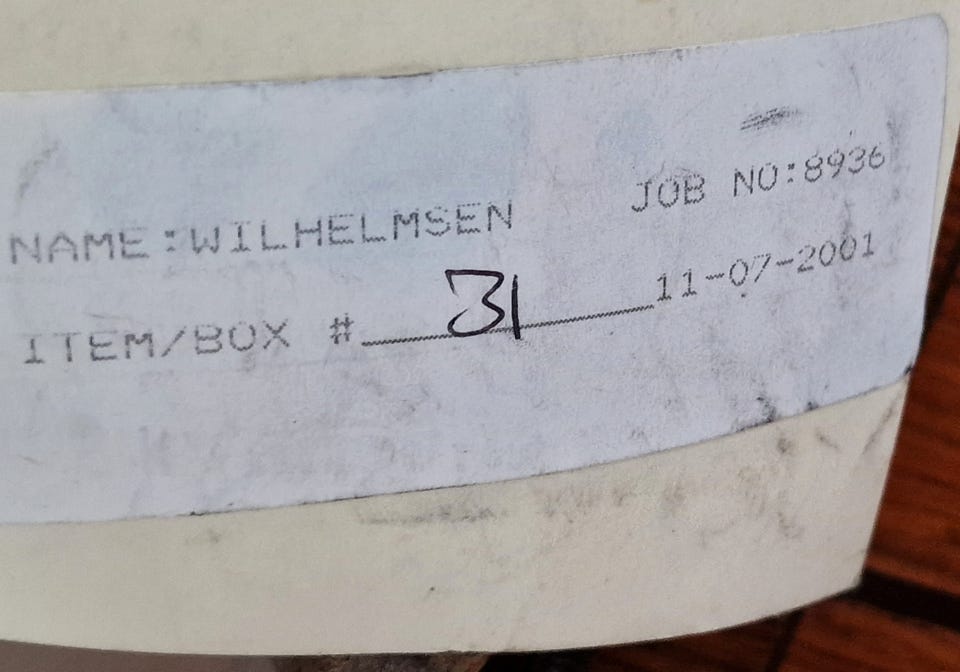 NAME:WILHELMSEN JOB NO:8936
ITEM/BOX # 31 11-07-2001